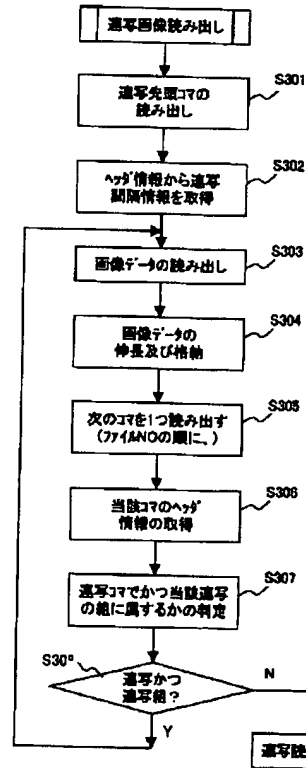 連写画像読み出し
S301
連写先頭コマの
読み出し
S302
ヘッダ情報から連写
間隔情報を取得
S303
画像データの読み出し
S304
画像データの
伸長及び格納
S305
次のコマを1つ読み出す
(ファイルNOの順に、)
S306
当該コマのヘッダ
情報の取得
S307
連写コマでかつ当該連写
の組に属するかの判定
S30
連写かつ
連写組?
N
Y
連写読